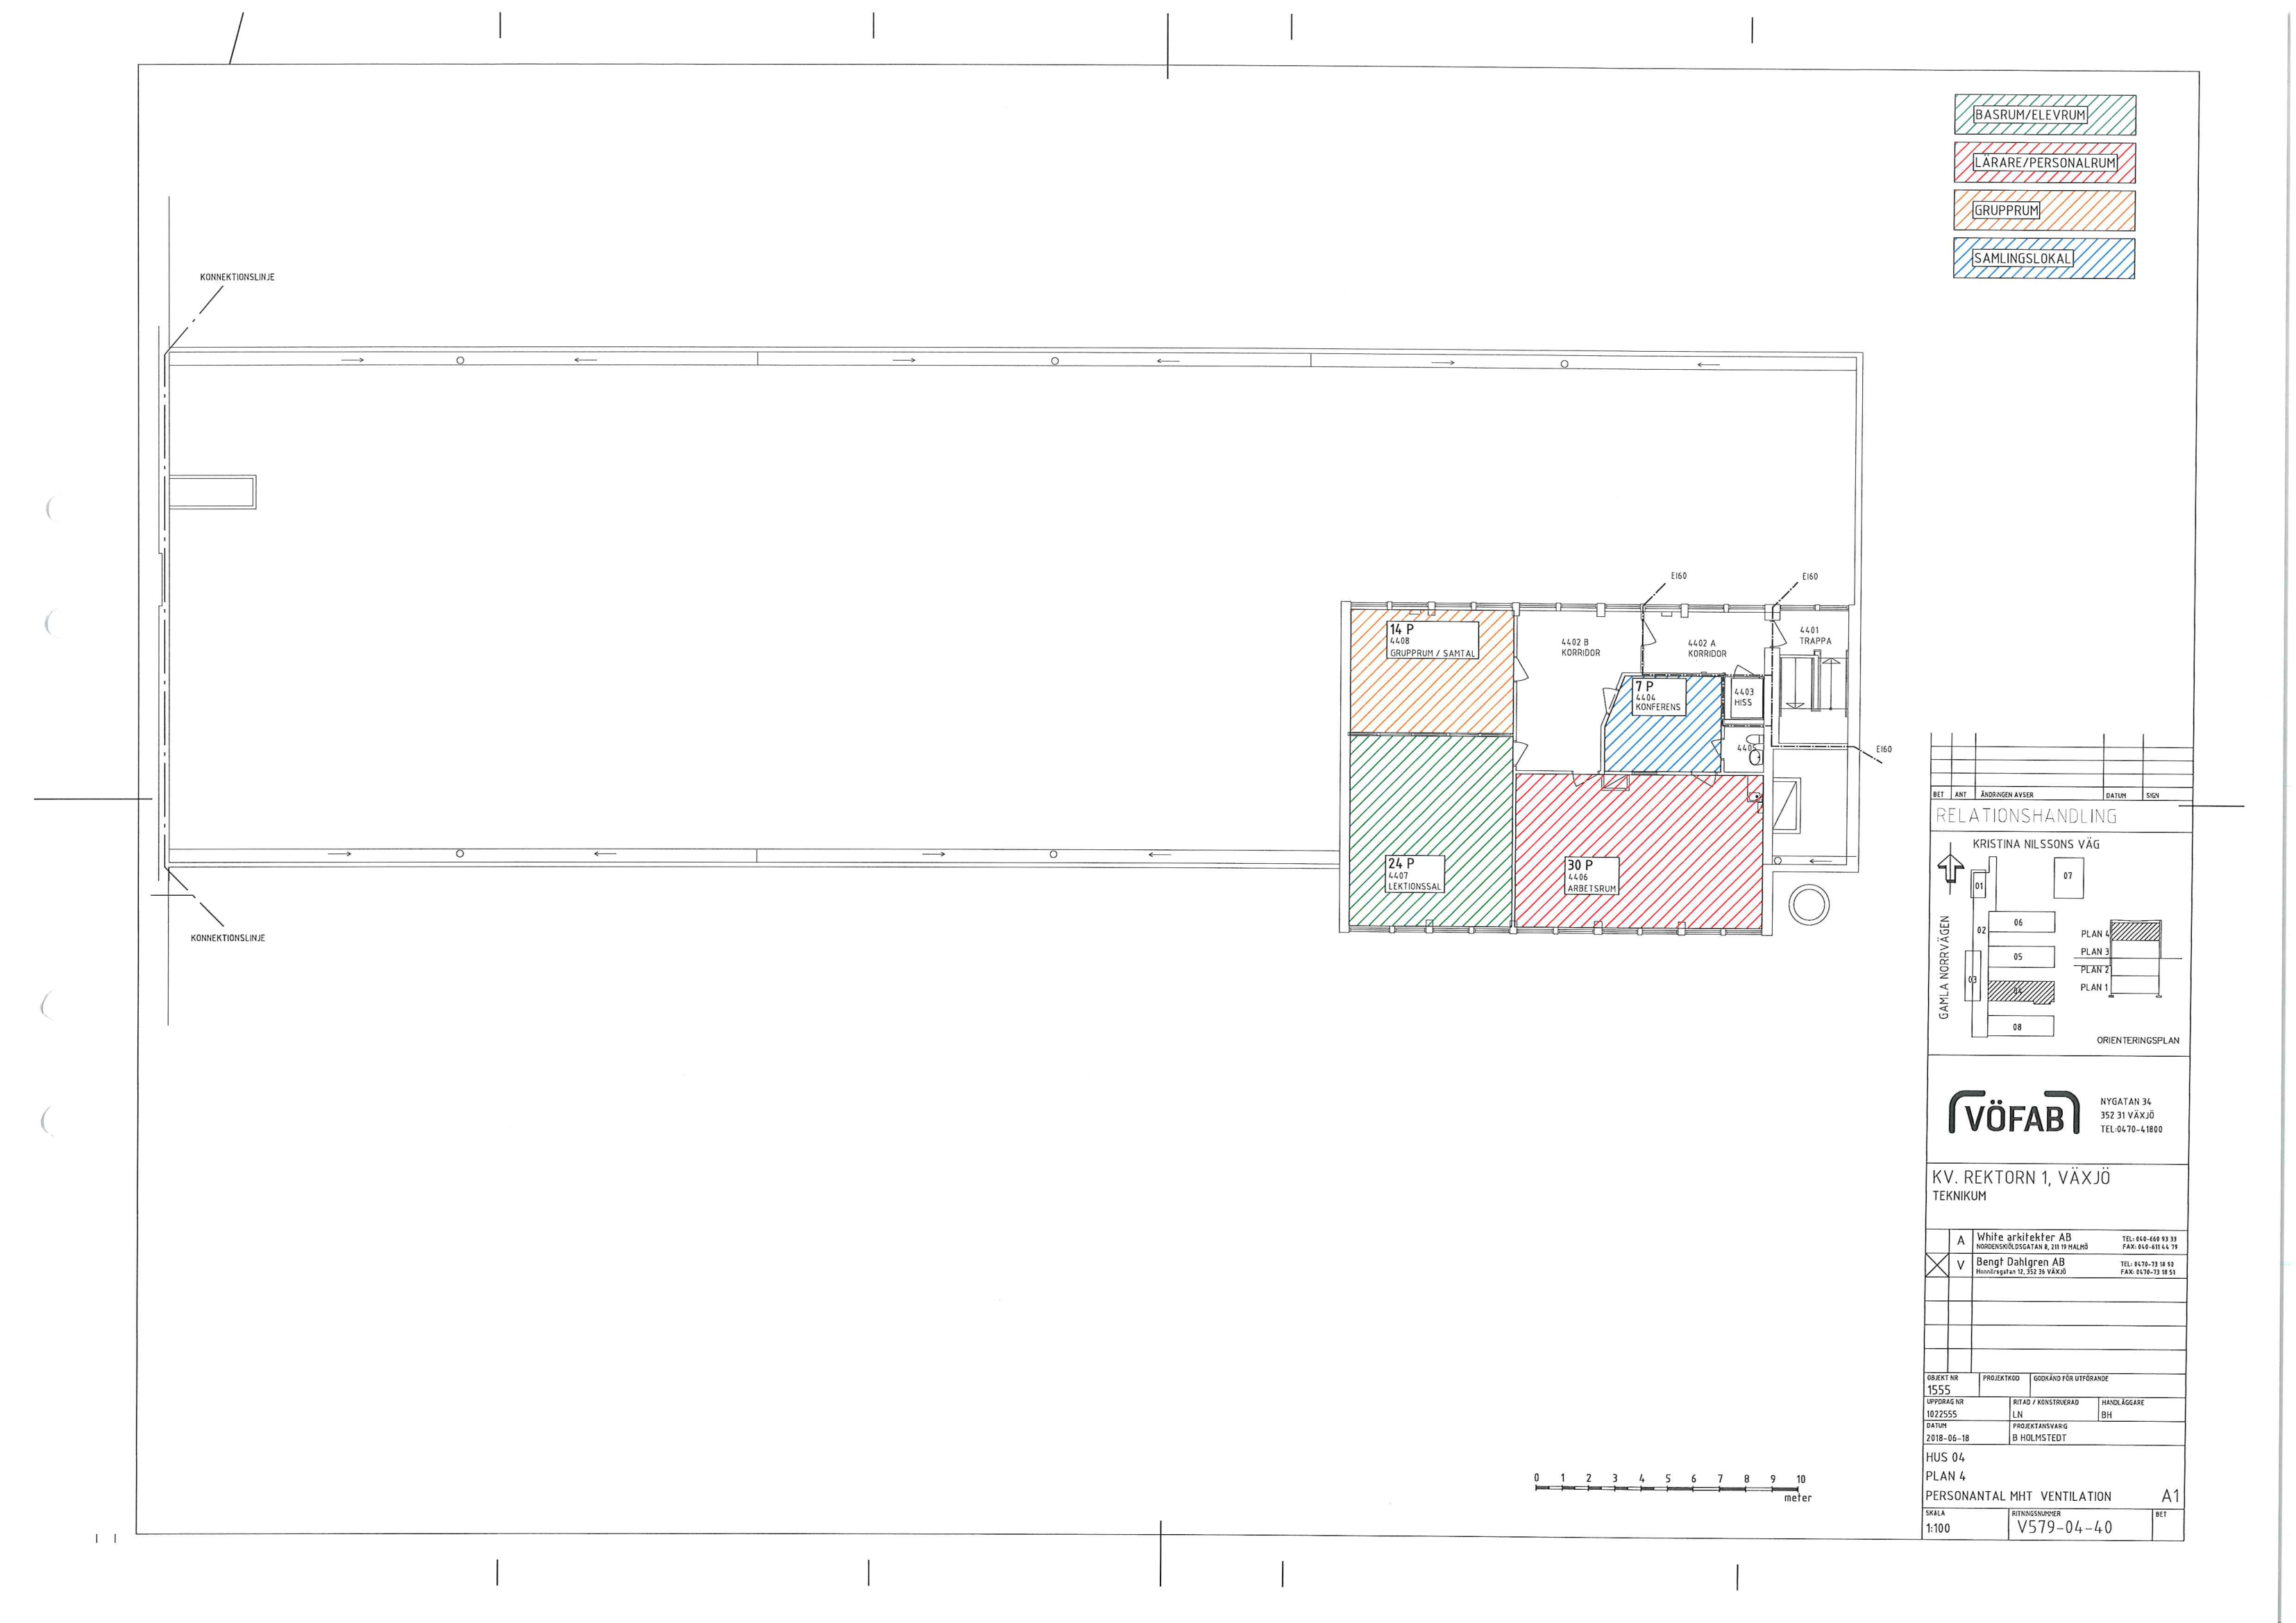 BASRUM/ELEVRUM
LÄRARE/PERSONALRUM
GRUPPRUM
SAMLINGSLOKAL
KONNEKTIONSLINJE
EI60
EI60
14 P
4408
GRUPPRUM / SAMTAL
4402 B
KORRIDOR
4402 A
KORRIDOR
4401
TRAPPA
7 P
4404
KONFERENS
4403
HISS
4405
EI60
24 P
4407
LEKTIONSSAL
30 P
4406
ARBETSRUM
KONNEKTIONSLINJE
BET ANT ÄNDRINGEN AVSER DATUM SIGN
RELATIONSHANDLING
KRISTINA NILSSONS VÄG
GAMLA NORRVÄGEN
01
07
06
02
05
03
04
08
PLAN 4
PLAN 3
PLAN 2
PLAN 1
ORIENTERINGSPLAN
VÖFAB
NYGATAN 34
352 31 VÄXJÖ
TEL:0470-41800
KV. REKTORN 1, VÄXJÖ
TEKNIKUM
A White arkitekter AB TEL: 040-660 93 33
NORDENSKIÖLDSGATAN 8, 211 19 MALMÖ FAX: 040-611 44 79
V Bengt Dahlgren AB TEL: 0470-73 18 50
352 36 VÄXJÖ FAX: 0470-73 18 51
OBJEKT NR PROJEKTKOD GODKÄND FÖR UTFÖRANDE
1555
UPPDRAG NR RITAD / KONSTRUERAD HANDLÄGGARE
1022555 LN BH
DATUM PROJEKTANSVARIG
2018-06-18 B HOLMSTEDT
HUS 04
PLAN 4
PERSONANTAL MHT VENTILATION A1
SKALA RITNINGSNUMMER BET
1:100 V579-04-40
0 1 2 3 4 5 6 7 8 9 10
meter